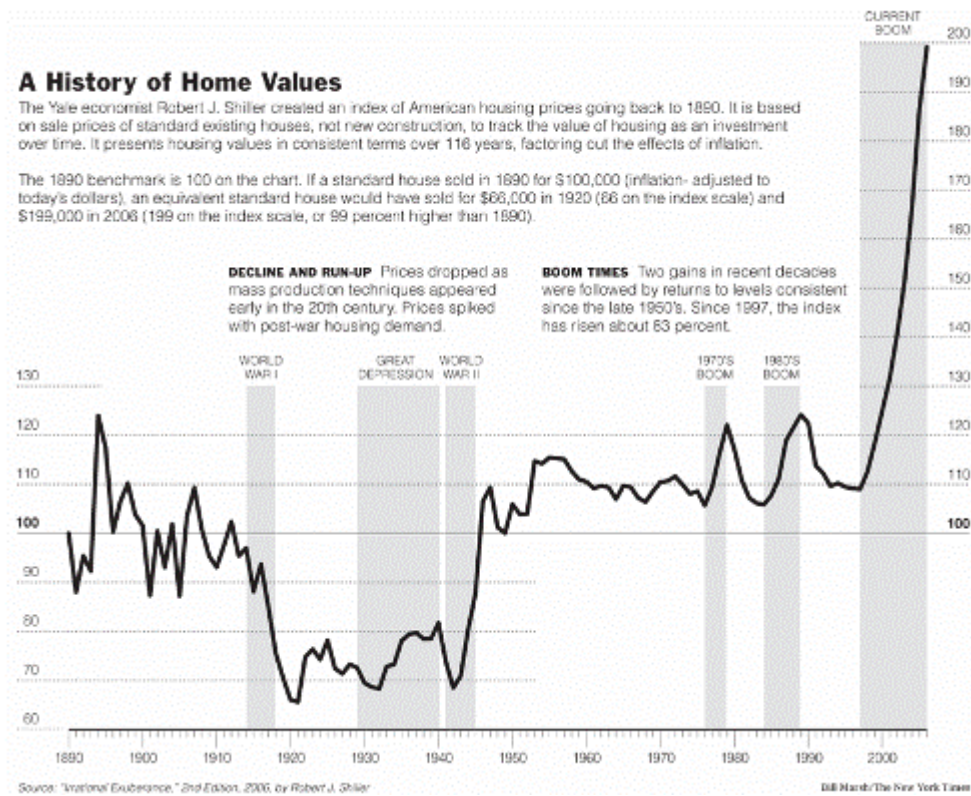 CURRENT
BOOM
A History of Home Values
The Yale economist Robert J. Shiller created an index of American housing prices going back to 1890. It is based
on sale prices of standard existing houses, not new construction, to track the value of housing as an investment
over time. It presents housing values in consistent terms over 116 years, factoring out the effects of inflation.
The 1890 benchmark is 100 on the chart. If a standard house sold in 1890 for $100,000 (inflation- adjusted to
today's dollars), an equivalent standard house would have sold for $66,000 in 1920 (66 on the index scale) and
$199,000 in 2006 (199 on the index scale, or 99 percent higher than 1890).
DECLINE AND RUN-UP Prices dropped as
mass production techniques appeared
early in the 20th century. Prices spiked
with post-war housing demand.
BOOM TIMES Two gains in recent decades
were followed by returns to levels consistent
since the late 1950's. Since 1997, the index
has risen about 83 percent.
WORLD
WAR I
GREAT
DEPRESSION
WORLD
WAR II
1970'S
BOOM
1980'S
BOOM
200
190
180
170
160
150
140
130
120
110
100
130
120
110
100
90
80
70
60
1890
1900
1910
1920
1930
1940
1950
1960
1970
1980
1990
2000
Source: "Irrational Exuberance," 2nd Edition, 2006, by Robert J. Shiller
Bill Marsh/The New York Times